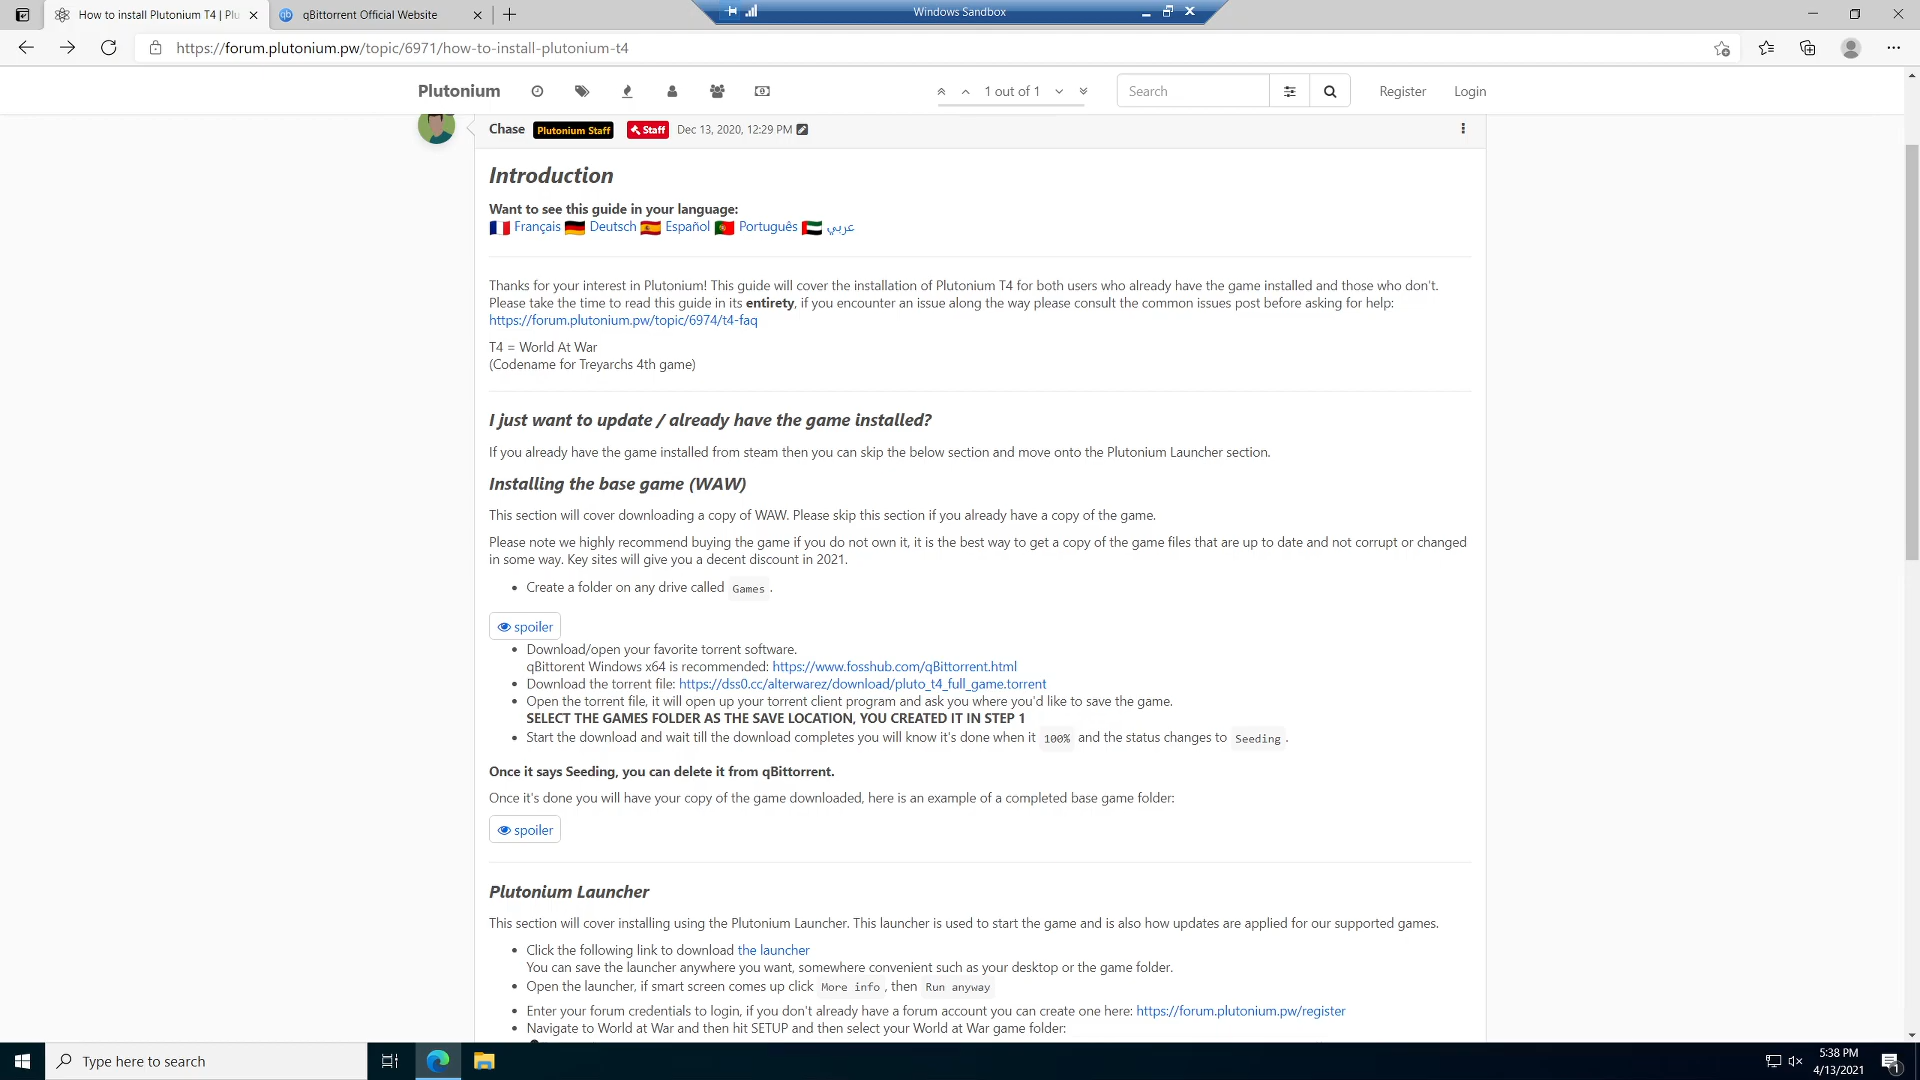 How to install Plutonium T4 | Plu
qBittorrent Official Website
Windows Sandbox
https://forum.plutonium.pw/topic/6971/how-to-install-plutonium-t4
Plutonium
1 out of 1
Search
Register
Login
Chase Plutonium Staff Staff Dec 13, 2020, 12:29 PM
Introduction
Want to see this guide in your language:
Français Deutsch Español Português عربي
Thanks for your interest in Plutonium! This guide will cover the installation of Plutonium T4 for both users who already have the game installed and those who don't.
Please take the time to read this guide in its entirety, if you encounter an issue along the way please consult the common issues post before asking for help:
https://forum.plutonium.pw/topic/6974/t4-faq
T4 = World At War
(Codename for Treyarchs 4th game)
I just want to update / already have the game installed?
If you already have the game installed from steam then you can skip the below section and move onto the Plutonium Launcher section.
Installing the base game (WAW)
This section will cover downloading a copy of WAW. Please skip this section if you already have a copy of the game.
Please note we highly recommend buying the game if you do not own it, it is the best way to get a copy of the game files that are up to date and not corrupt or changed
in some way. Key sites will give you a decent discount in 2021.
• Create a folder on any drive called Games .
spoiler
• Download/open your favorite torrent software.
qBittorent Windows x64 is recommended: https://www.fosshub.com/qBittorrent.html
• Download the torrent file: https://dss0.cc/alterwarez/download/pluto_t4_full_game.torrent
• Open the torrent file, it will open up your torrent client program and ask you where you'd like to save the game.
SELECT THE GAMES FOLDER AS THE SAVE LOCATION, YOU CREATED IT IN STEP 1
• Start the download and wait till the download completes you will know it's done when it 100% and the status changes to Seeding .
Once it says Seeding, you can delete it from qBittorrent.
Once it's done you will have your copy of the game downloaded, here is an example of a completed base game folder:
spoiler
Plutonium Launcher
This section will cover installing using the Plutonium Launcher. This launcher is used to start the game and is also how updates are applied for our supported games.
• Click the following link to download the launcher
You can save the launcher anywhere you want, somewhere convenient such as your desktop or the game folder.
• Open the launcher, if smart screen comes up click More info , then Run anyway
• Enter your forum credentials to login, if you don't already have a forum account you can create one here: https://forum.plutonium.pw/register
• Navigate to World at War and then hit SETUP and then select your World at War game folder:
Type here to search
5:38 PM
4/13/2021
1